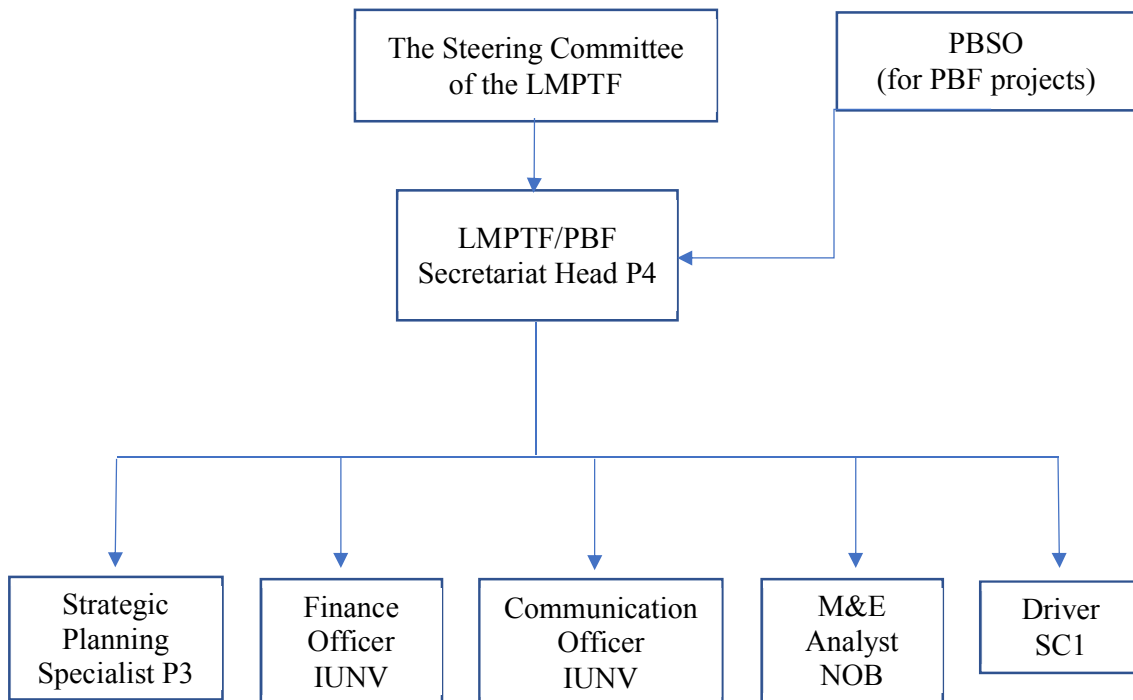 The Steering Committee
of the LMPTF
PBSO
(for PBF projects)
LMPTF/PBF
Secretariat Head P4
Strategic
Planning
Specialist P3
Finance
Officer
IUNV
Communication
Officer
IUNV
M&E
Analyst
NOB
Driver
SC1